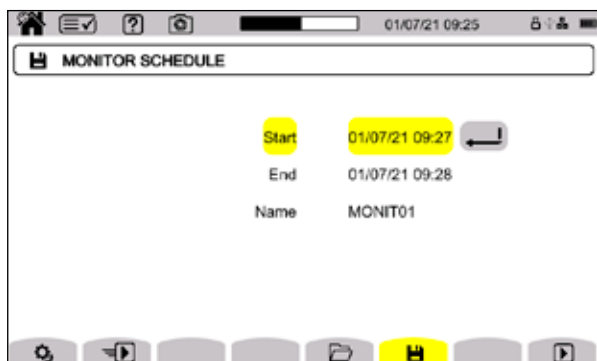 ?
01/07/21 09:25
MONITOR SCHEDULE
Start 01/07/21 09:27
End 01/07/21 09:28
Name MONIT01